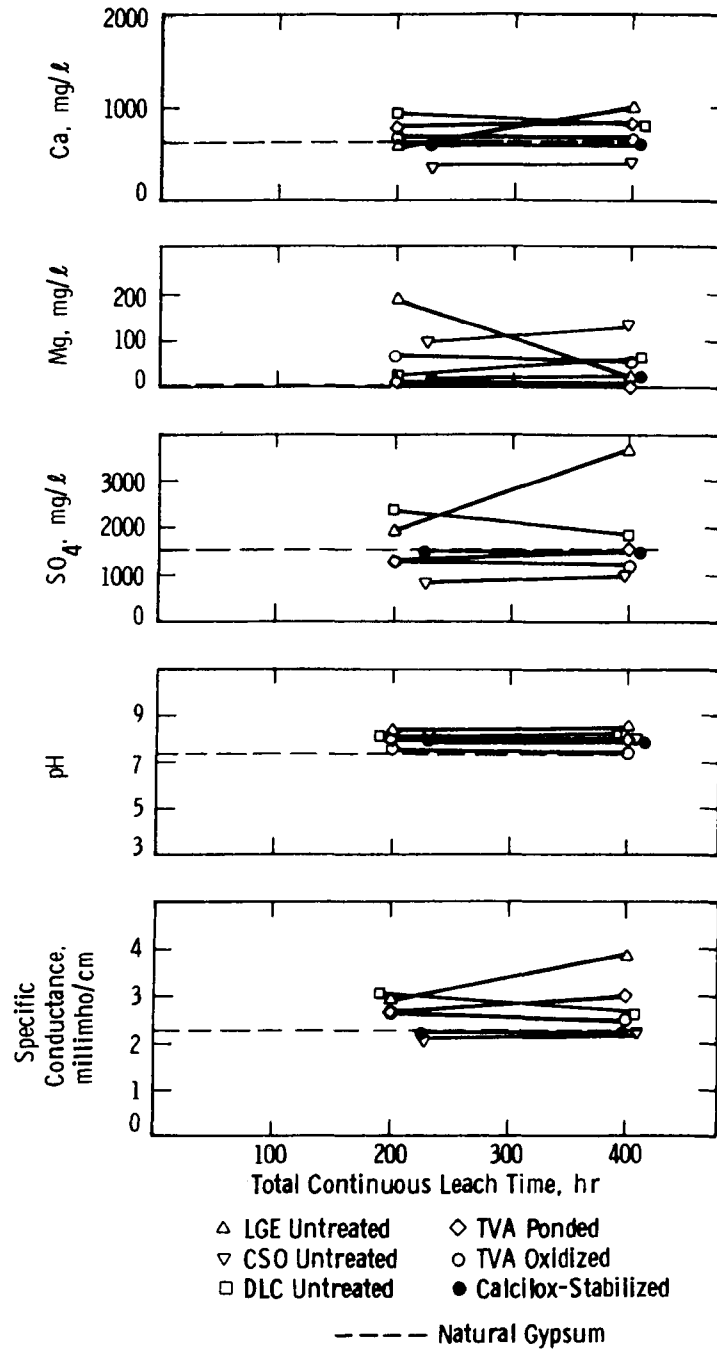 2000
1000
0
Ca, mg/ℓ
200
100
0
Mg, mg/ℓ
3000
2000
1000
0
SO4, mg/ℓ
9
7
5
3
pH
4
3
2
1
0
Specific
Conductance,
millimho/cm
100 200 300 400
Total Continuous Leach Time, hr
△ LGE Untreated ◇ TVA Ponded
▽ CSO Untreated ○ TVA Oxidized
□ DLC Untreated ● Calcilox-Stabilized
---- Natural Gypsum